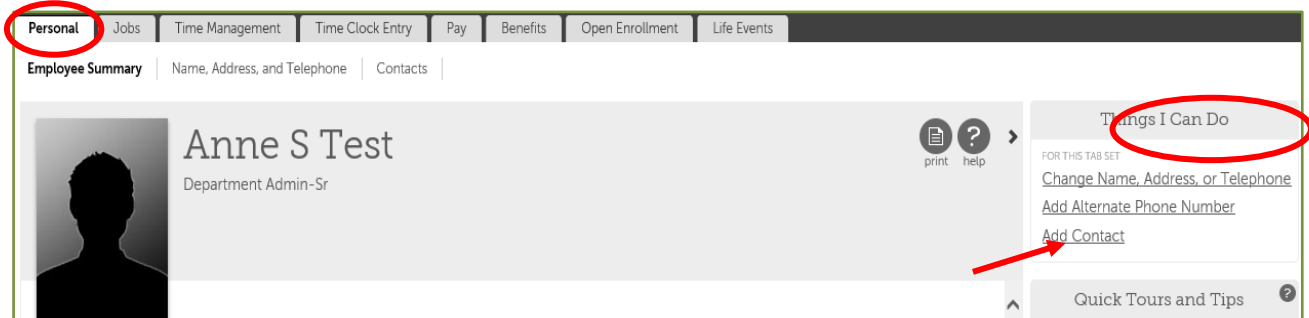 Personal Jobs Time Management Time Clock Entry Pay Benefits Open Enrollment Life Events
Employee Summary Name, Address, and Telephone Contacts
Anne S Test
Department Admin-Sr
print help
Things I Can Do
FOR THIS TAB SET
Change Name, Address, or Telephone
Add Alternate Phone Number
Add Contact
Quick Tours and Tips ?